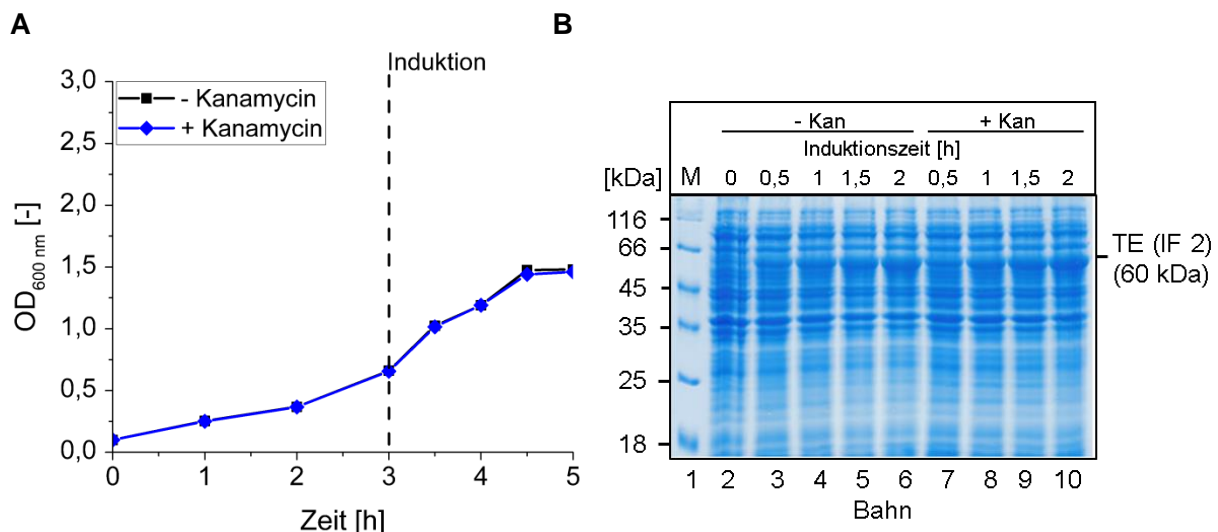 A
Induktion
- Kanamycin
+ Kanamycin
3,0
2,5
2,0
1,5
1,0
0,5
0,0
OD600 nm [-]
0 1 2 3 4 5
Zeit [h]
B
- Kan + Kan
Induktionszeit [h]
[kDa] M 0 0,5 1 1,5 2 0,5 1 1,5 2
116
66
45
35
25
18
TE (IF 2)
(60 kDa)
1 2 3 4 5 6 7 8 9 10
Bahn